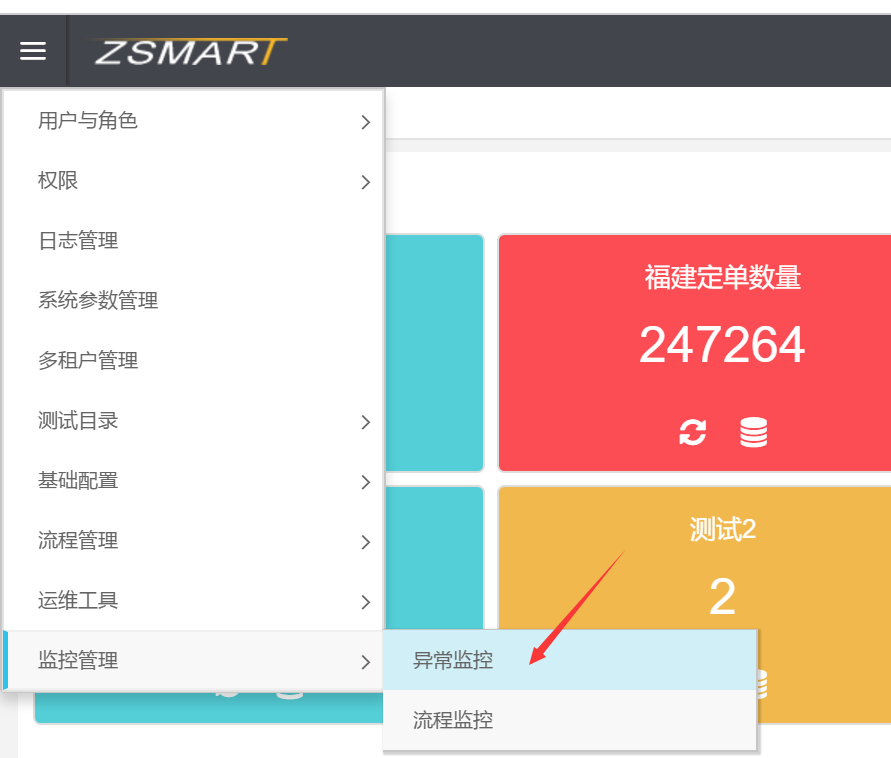 ZSMART
用户与角色
权限
日志管理
系统参数管理
多租户管理
测试目录
基础配置
流程管理
运维工具
监控管理
异常监控
流程监控
福建定单数量
247264
测试2
2